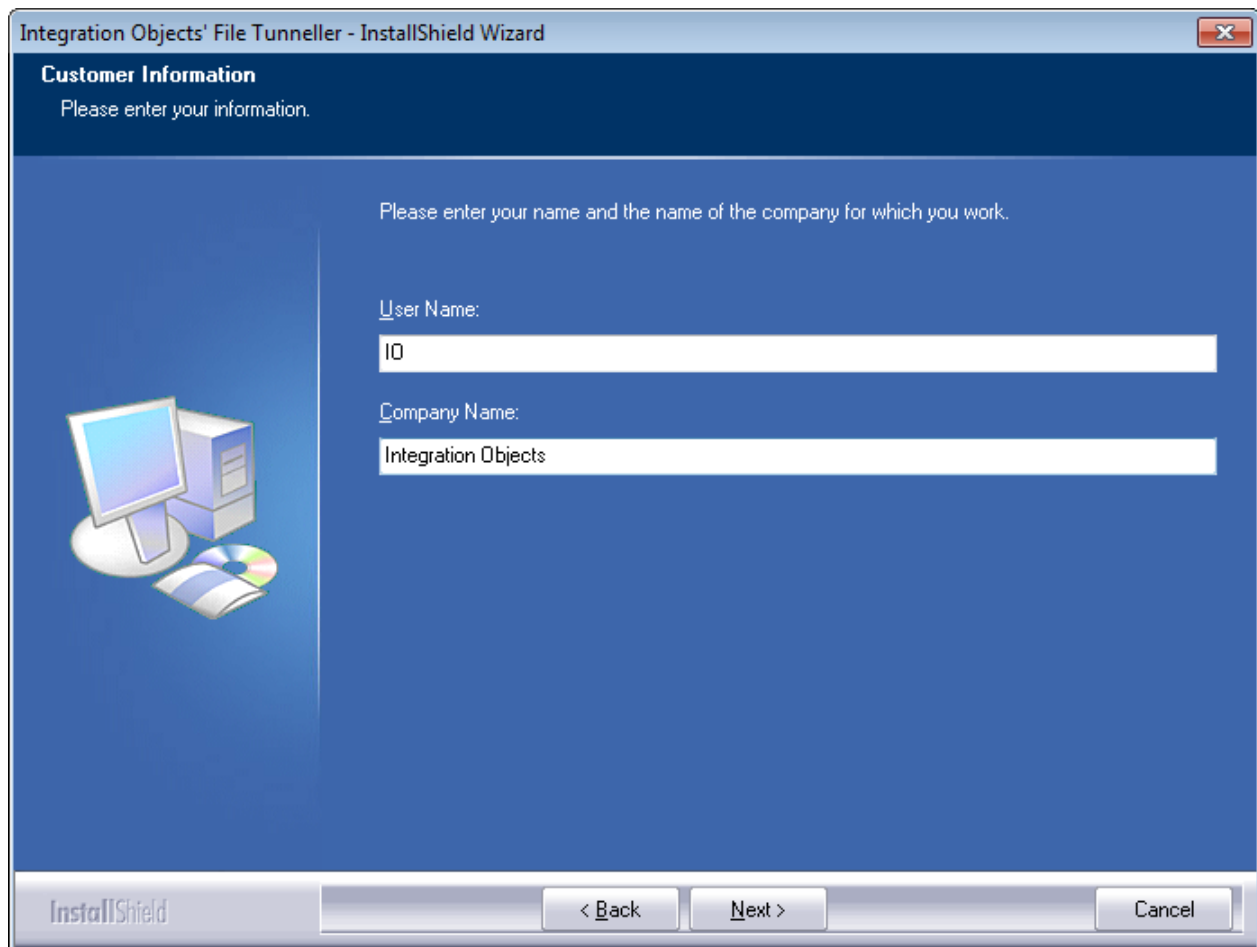 Integration Objects' File Tunneller - InstallShield Wizard
Customer Information
Please enter your information.
Please enter your name and the name of the company for which you work.
User Name:
IO
Company Name:
Integration Objects
InstallShield
< Back
Next >
Cancel